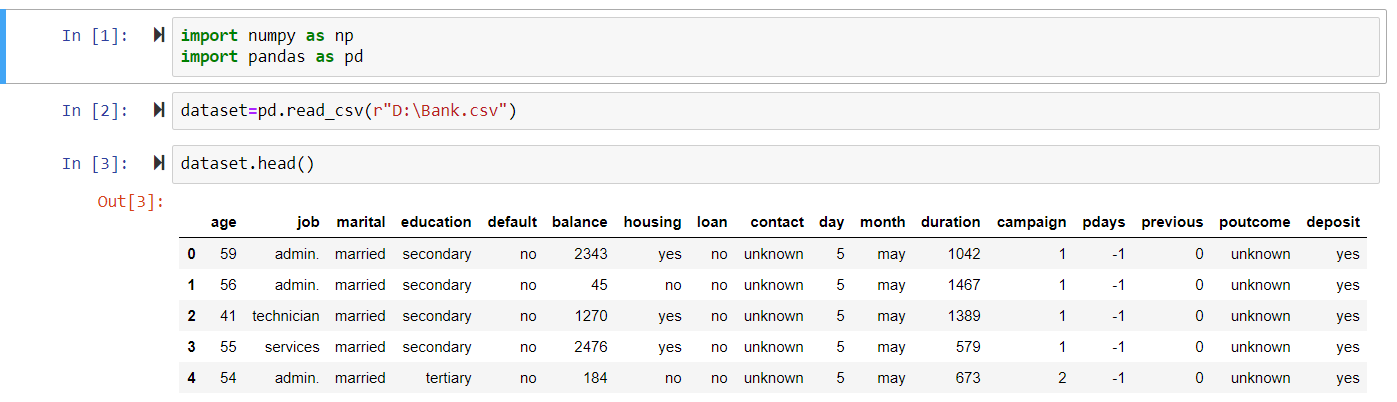 In [1]: import numpy as np
import pandas as pd
In [2]: dataset=pd.read_csv(r"D:\Bank.csv")
In [3]: dataset.head()
Out[3]:
age job marital education default balance housing loan contact day month duration campaign pdays previous poutcome deposit
0 59 admin. married secondary no 2343 yes no unknown 5 may 1042 1 -1 0 unknown yes
1 56 admin. married secondary no 45 no no unknown 5 may 1467 1 -1 0 unknown yes
2 41 technician married secondary no 1270 yes no unknown 5 may 1389 1 -1 0 unknown yes
3 55 services married secondary no 2476 yes no unknown 5 may 579 1 -1 0 unknown yes
4 54 admin. married tertiary no 184 no no unknown 5 may 673 2 -1 0 unknown yes